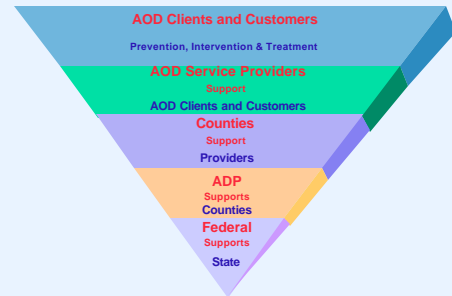 AOD Clients and Customers
Prevention, Intervention & Treatment
AOD Service Providers
Support
AOD Clients and Customers
Counties
Support
Providers
ADP
Supports
Counties
Federal
Supports
State